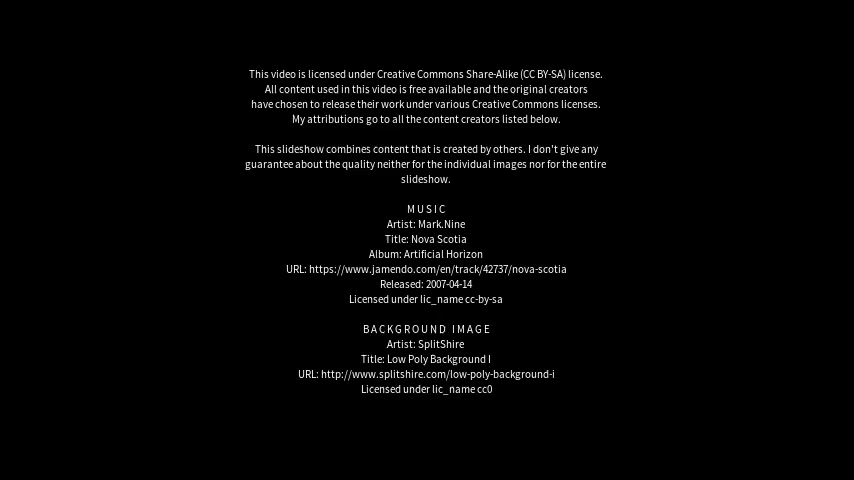 This video is licensed under Creative Commons Share-Alike (CC BY-SA) license.
All content used in this video is free available and the original creators
have chosen to release their work under various Creative Commons licenses.
My attributions go to all the content creators listed below.
This slideshow combines content that is created by others. I don't give any
guarantee about the quality neither for the individual images nor for the entire
slideshow.
MUSIC
Artist: Mark.Nine
Title: Nova Scotia
Album: Artificial Horizon
URL: https://www.jamendo.com/en/track/42737/nova-scotia
Released: 2007-04-14
Licensed under lic_name cc-by-sa
BACKGROUND IMAGE
Artist: SplitShire
Title: Low Poly Background I
URL: http://www.splitshire.com/low-poly-background-i
Licensed under lic_name cc0